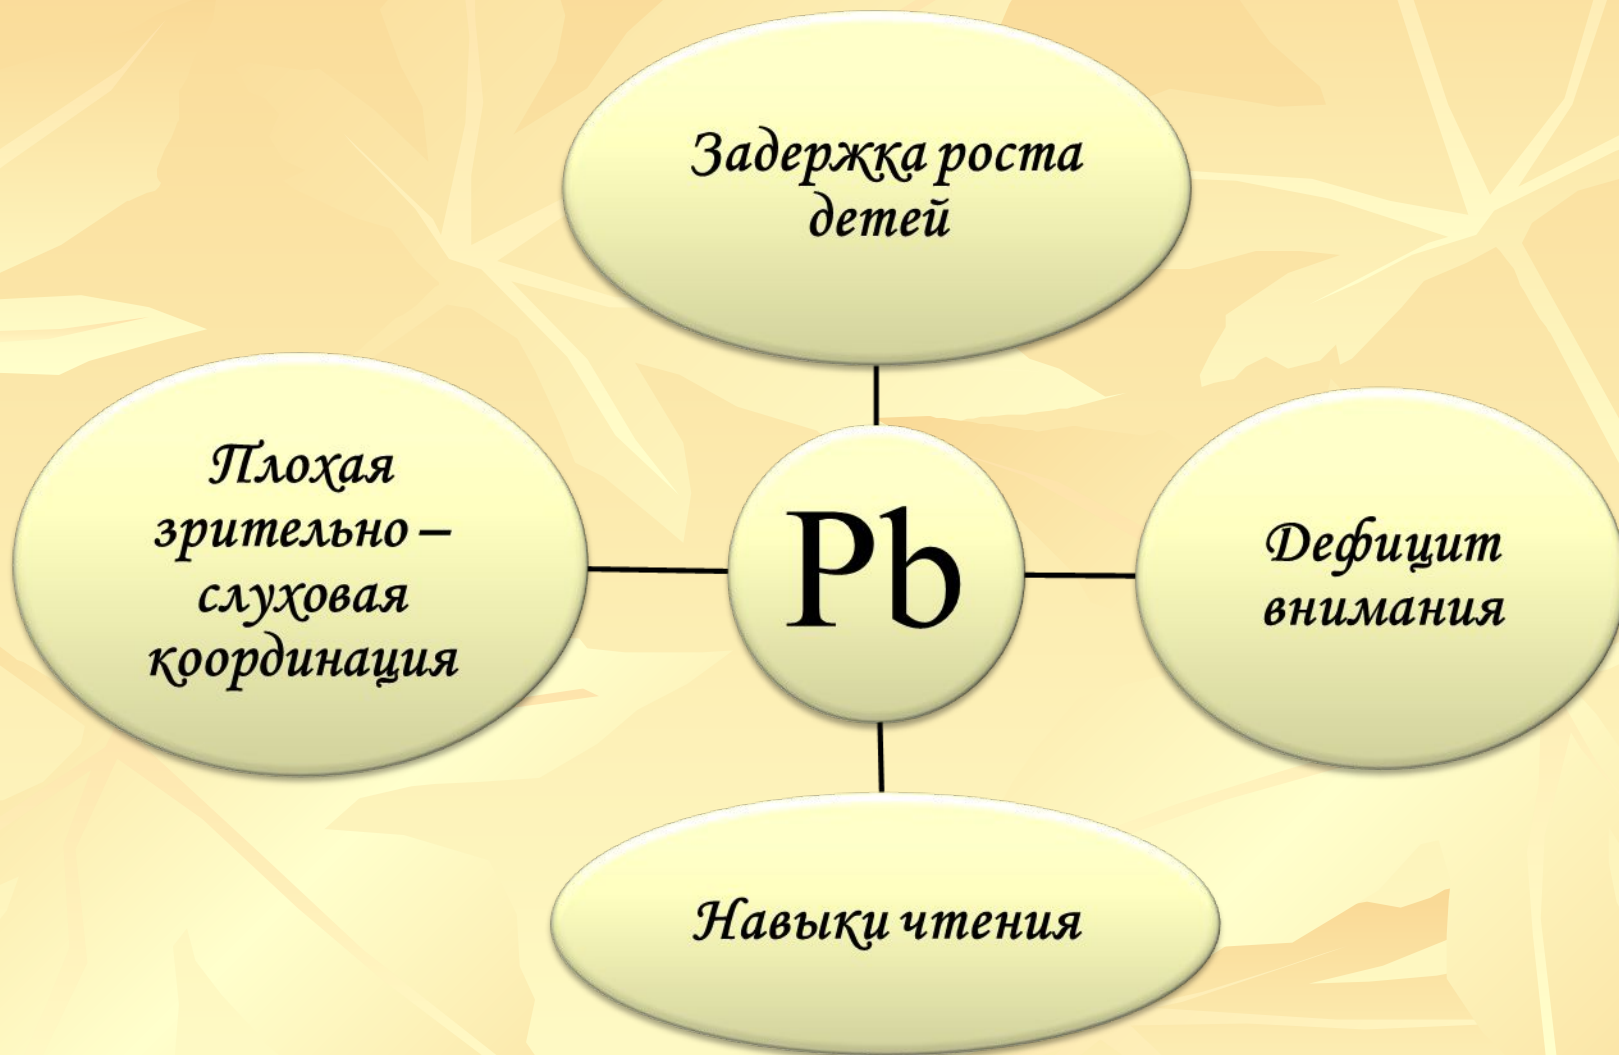 Задержка роста
детей
Плохая
зрительно –
слуховая
координация
Pb
Дефицит
внимания
Навыки чтения